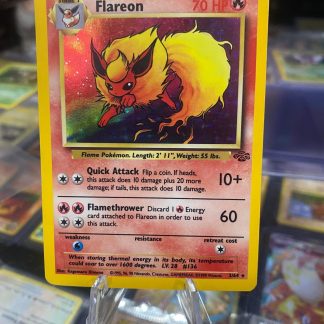 Flareon 70 HP
Flame Pokémon. Length: 2' 11", Weight: 55 lbs.
Quick Attack Flip a coin. If heads,
this attack does 10 damage plus 20 more
damage; if tails, this attack does 10 damage. 10+
Flamethrower Discard 1 Energy
card attached to Flareon in order to use
this attack. 60
weakness resistance retreat cost
When storing thermal energy in its body, its temperature
could soar to over 1600 degrees. LV. 28 #136
3/64